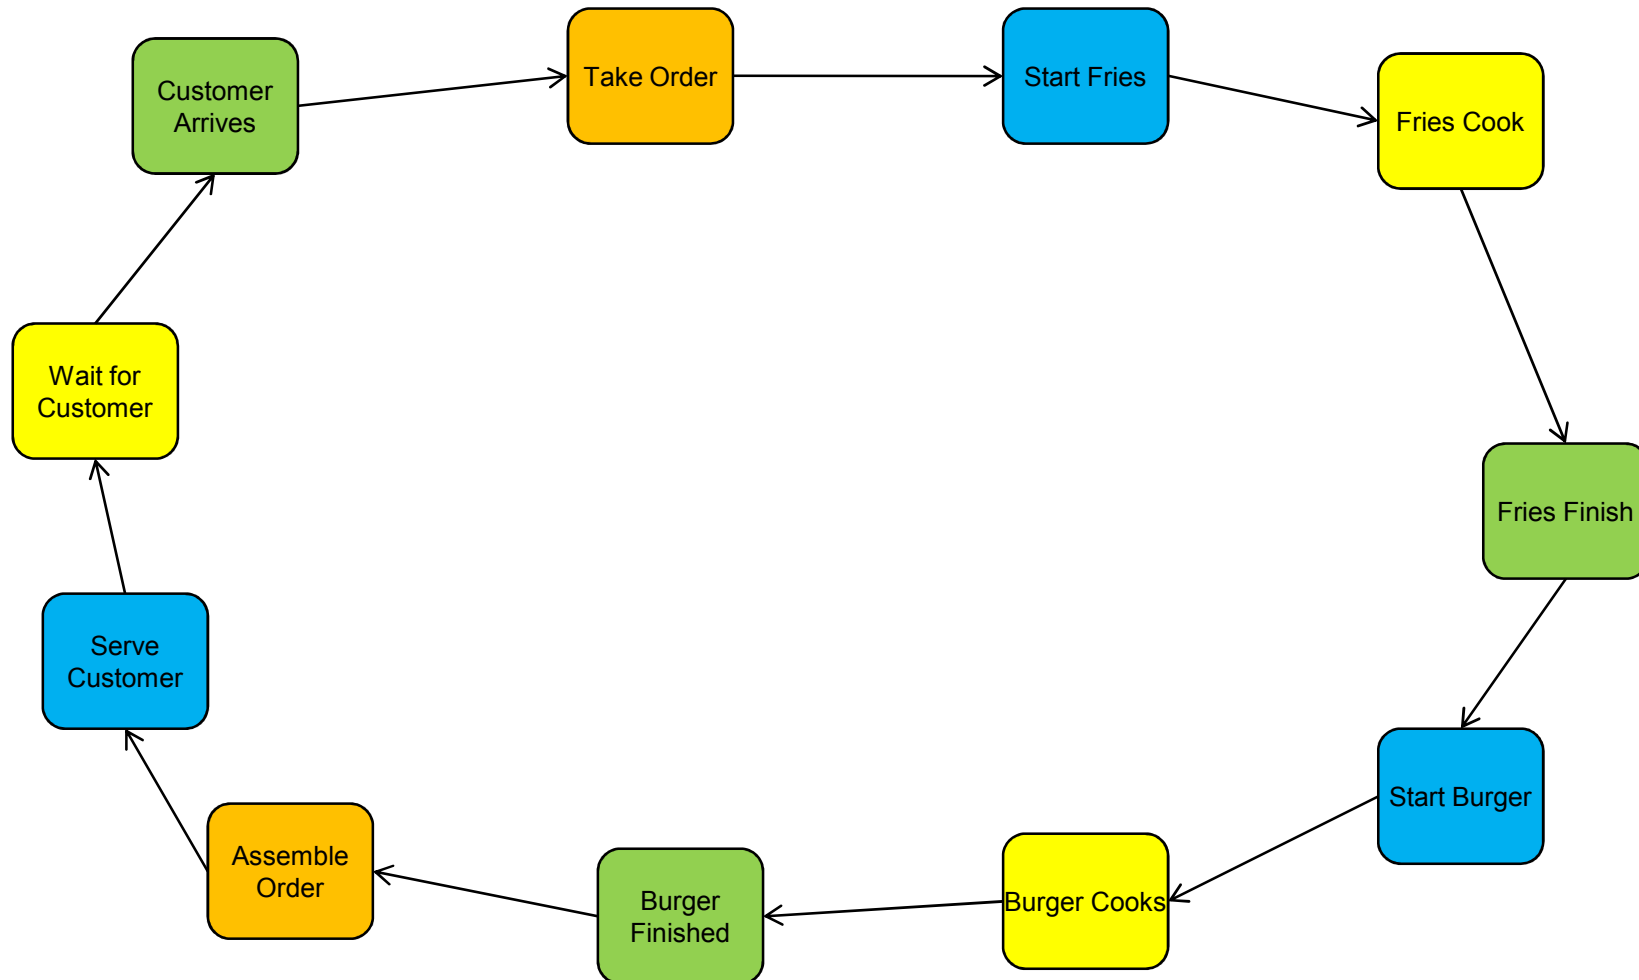 Customer
Arrives
Take Order
Start Fries
Fries Cook
Fries Finish
Start Burger
Burger Cooks
Burger
Finished
Assemble
Order
Serve
Customer
Wait for
Customer